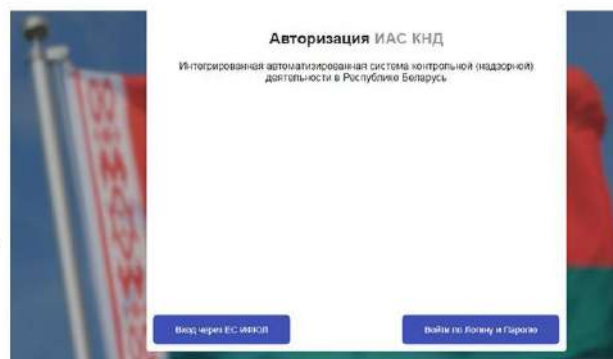 Авторизация ИАС КНД
Интегрированная автоматизированная система контрольной (надзорной)
деятельности в Республике Беларусь
Вход через ЕС ИФЮЛ
Войти по Логину и Паролю